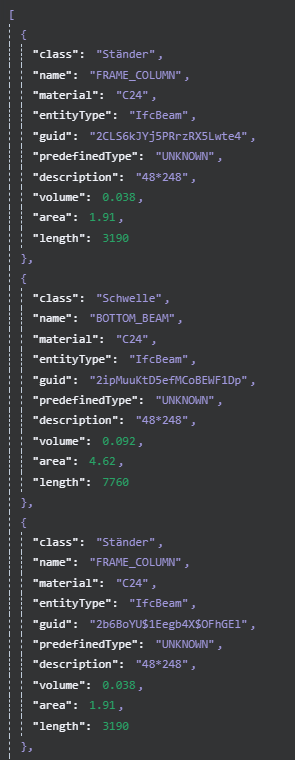 [
{
"class": "Ständer",
"name": "FRAME_COLUMN",
"material": "C24",
"entityType": "IfcBeam",
"guid": "2CLS6kJYj5PRrzRX5Lwte4",
"predefinedType": "UNKNOWN",
"description": "48*248",
"volume": 0.038,
"area": 1.91,
"length": 3190
},
{
"class": "Schwelle",
"name": "BOTTOM_BEAM",
"material": "C24",
"entityType": "IfcBeam",
"guid": "2ipMuuKtD5efMCoBEWF1Dp",
"predefinedType": "UNKNOWN",
"description": "48*248",
"volume": 0.092,
"area": 4.62,
"length": 7760
},
{
"class": "Ständer",
"name": "FRAME_COLUMN",
"material": "C24",
"entityType": "IfcBeam",
"guid": "2b6BoYU$1Eegb4X$OFhGEl",
"predefinedType": "UNKNOWN",
"description": "48*248",
"volume": 0.038,
"area": 1.91,
"length": 3190
},